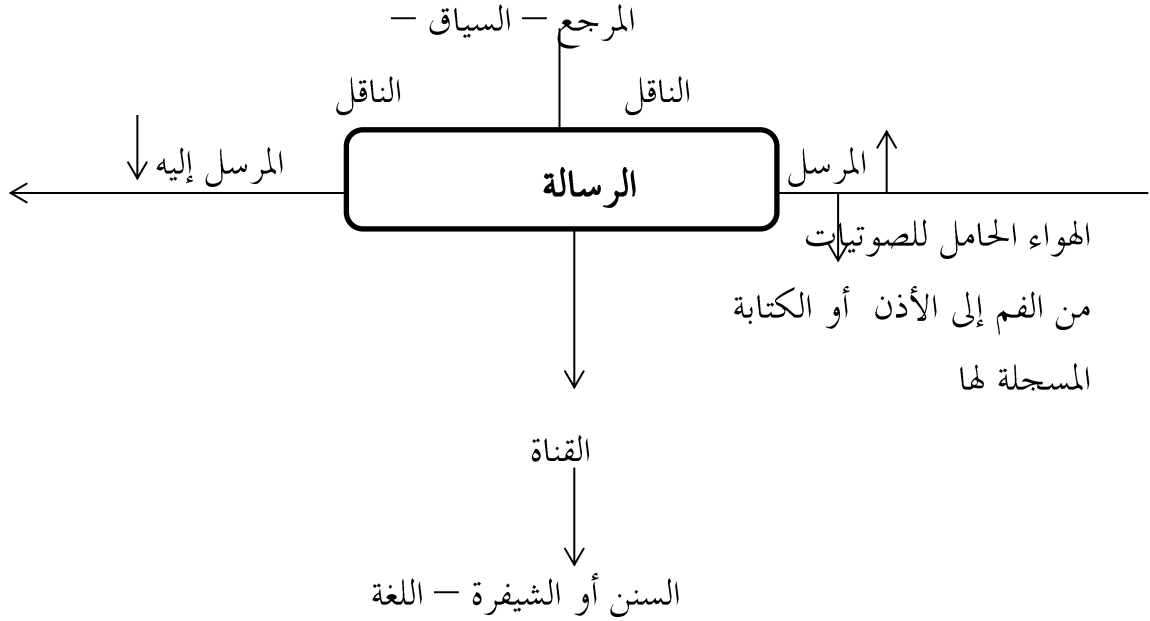 المرجع – السياق –
الناقل
الناقل
المرسل
الرسالة
المرسل إليه
الهواء الحامل للصوتيات
من الفم إلى الأذن أو الكتابة
المسجلة لها
القناة
السنن أو الشيفرة – اللغة